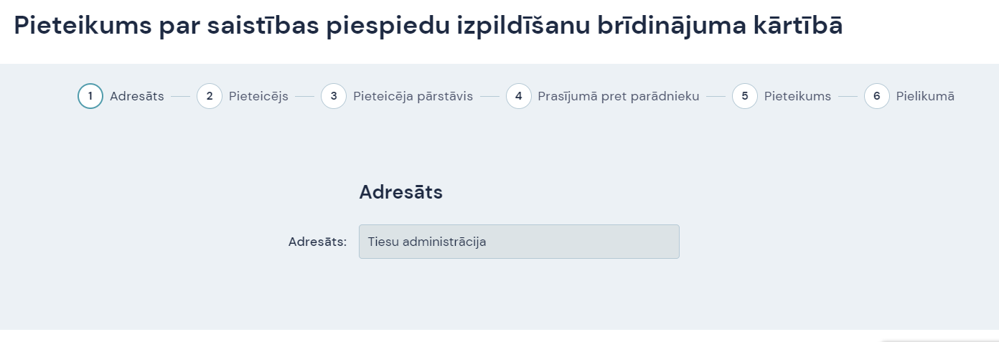 Pieteikums par saistības piespiedu izpildīšanu brīdinājuma kārtībā
1 Adresāts 2 Pieteicējs 3 Pieteicēja pārstāvis 4 Prasījumā pret parādnieku 5 Pieteikums 6 Pielikumā
Adresāts
Adresāts: Tiesu administrācija